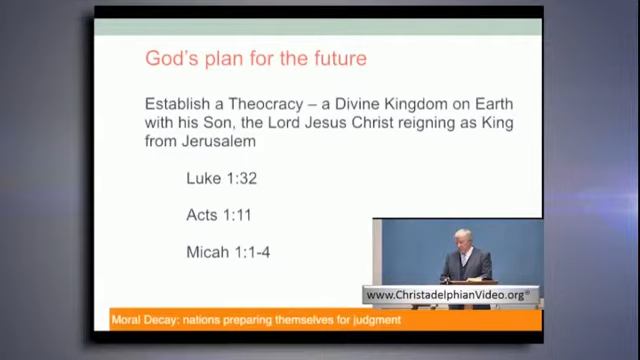 God's plan for the future
Establish a Theocracy – a Divine Kingdom on Earth
with his Son, the Lord Jesus Christ reigning as King
from Jerusalem
Luke 1:32
Acts 1:11
Micah 1:1-4
www.ChristadelphianVideo.org®
Moral Decay: nations preparing themselves for judgment